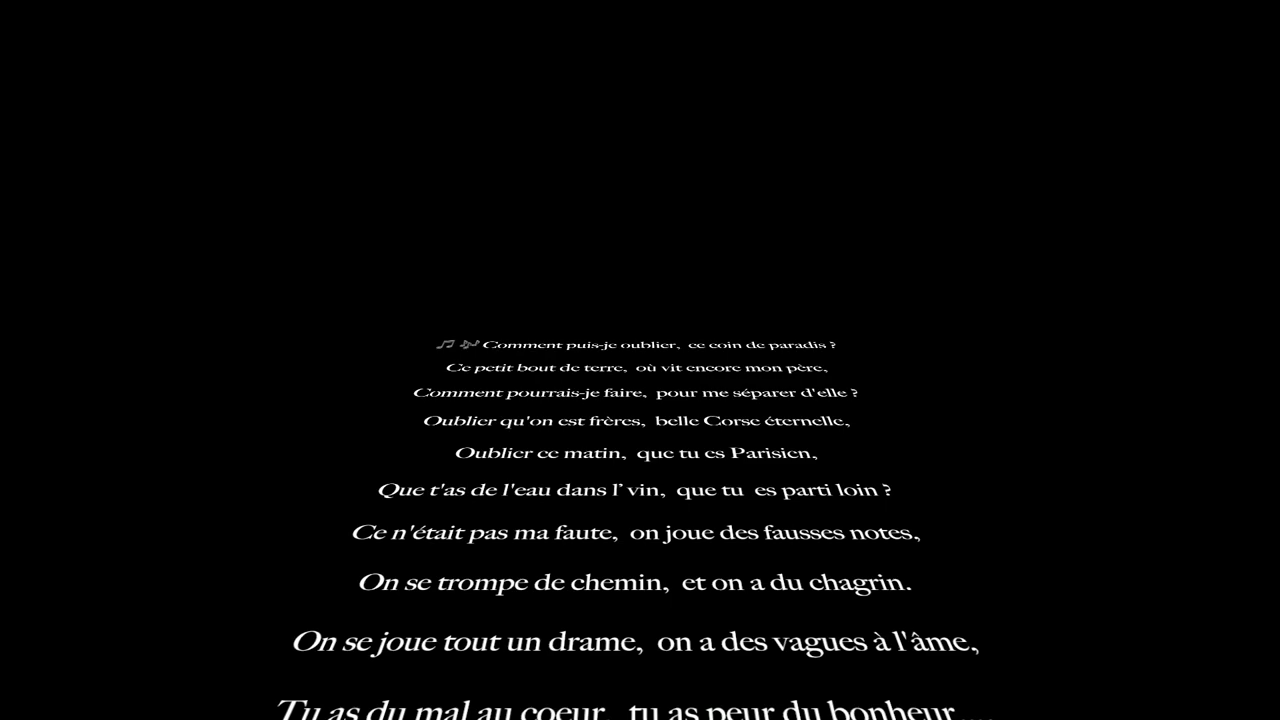 🎵 🎶 Comment puis-je oublier, ce coin de paradis ?
Ce petit bout de terre, où vit encore mon père,
Comment pourrais-je faire, pour me séparer d'elle ?
Oublier qu'on est frères, belle Corse éternelle,
Oublier ce matin, que tu es Parisien,
Que t'as de l'eau dans l’ vin, que tu es parti loin ?
Ce n'était pas ma faute, on joue des fausses notes,
On se trompe de chemin, et on a du chagrin.
On se joue tout un drame, on a des vagues à l'âme,
Tu as du mal au coeur, tu as peur du bonheur....